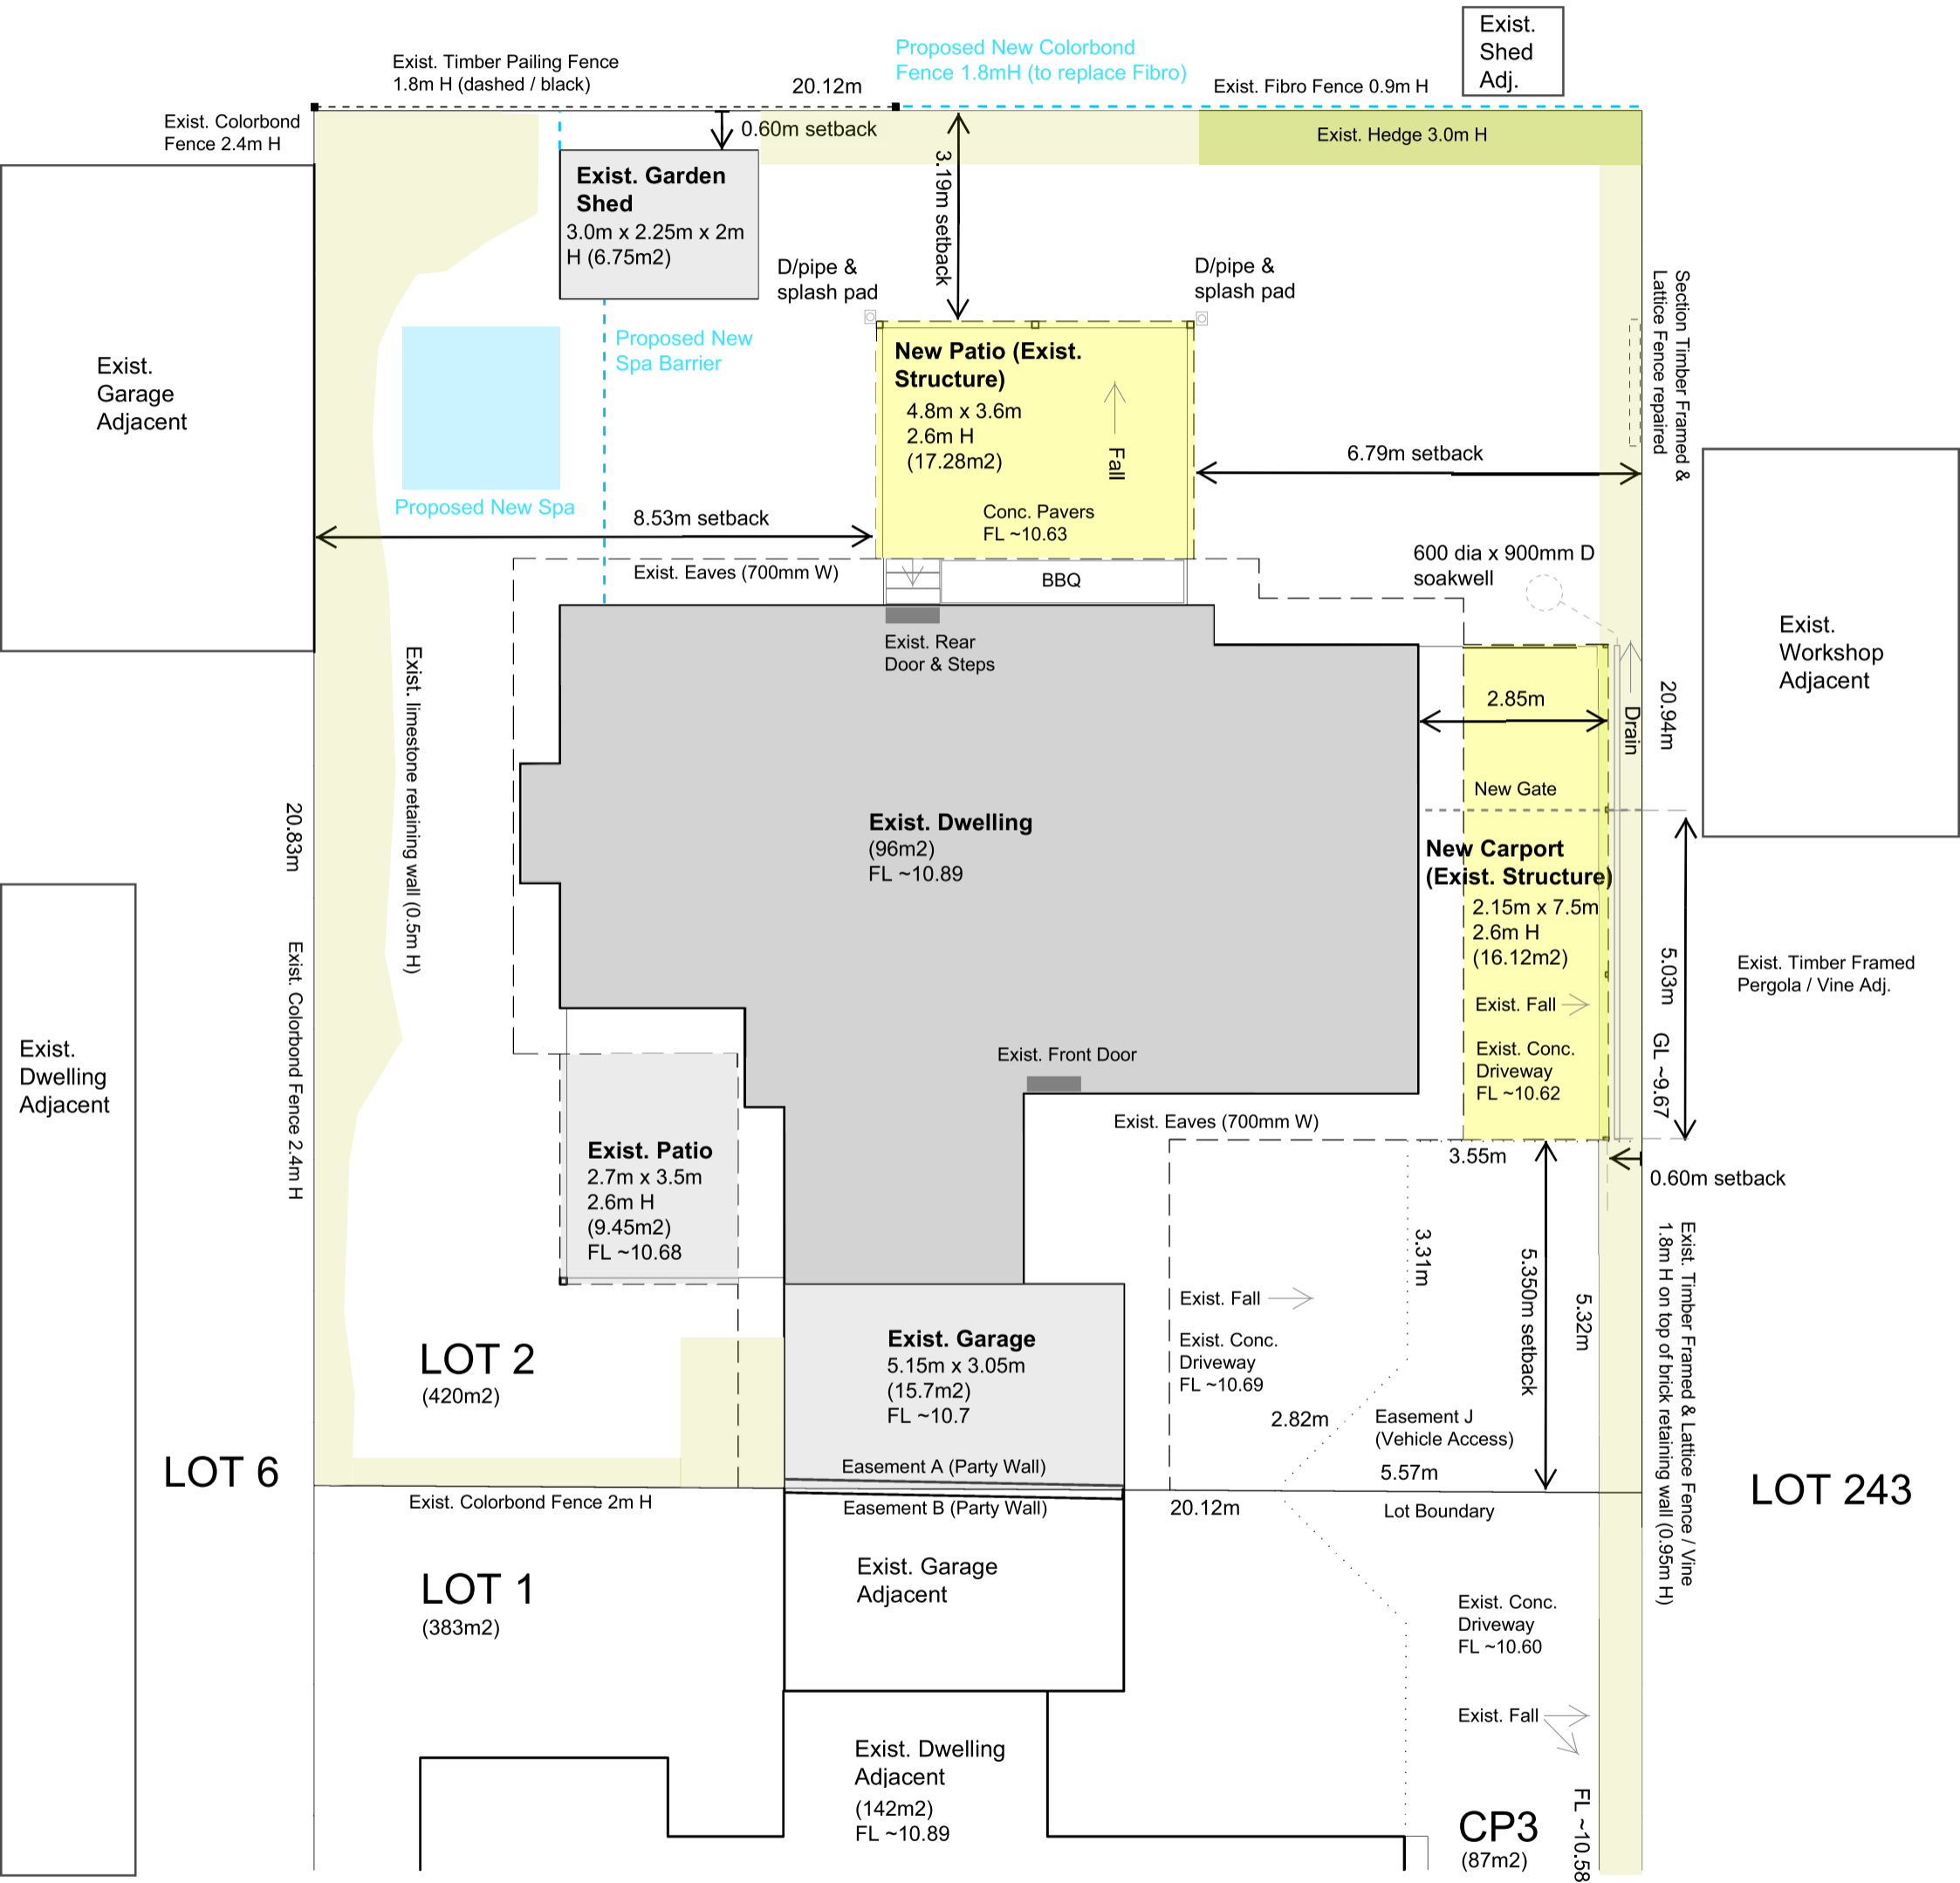 Exist.
Shed
Adj.
Proposed New Colorbond
Fence 1.8mH (to replace Fibro)
Exist. Timber Pailing Fence
1.8m H (dashed / black)
20.12m
Exist. Fibro Fence 0.9m H
Exist. Colorbond
Fence 2.4m H
0.60m setback
Exist. Hedge 3.0m H
3.19m setback
Exist. Garden
Shed
3.0m x 2.25m x 2m
H (6.75m2)
D/pipe &
splash pad
D/pipe &
splash pad
Section Timber Framed &
Lattice Fence repaired
Proposed New
Spa Barrier
New Patio (Exist.
Structure)
4.8m x 3.6m
2.6m H
(17.28m2)
Fall
Conc. Pavers
FL ~10.63
Exist.
Garage
Adjacent
6.79m setback
Proposed New Spa
8.53m setback
600 dia x 900mm D
soakwell
Exist. Eaves (700mm W)
BBQ
Exist. Rear
Door & Steps
Exist.
Workshop
Adjacent
Exist. limestone retaining wall (0.5m H)
2.85m
20.94m
Drain
New Gate
20.83m
Exist. Dwelling
(96m2)
FL ~10.89
New Carport
(Exist. Structure)
2.15m x 7.5m
2.6m H
(16.12m2)
Exist. Fall
Exist. Conc.
Driveway
FL ~10.62
5.03m
GL ~9.67
Exist. Timber Framed
Pergola / Vine Adj.
Exist. Colorbond Fence 2.4m H
Exist.
Dwelling
Adjacent
Exist. Front Door
Exist. Eaves (700mm W)
Exist. Patio
2.7m x 3.5m
2.6m H
(9.45m2)
FL ~10.68
3.55m
0.60m setback
3.31m
5.350m setback
5.32m
Exist. Timber Framed & Lattice Fence / Vine
1.8m H on top of brick retaining wall (0.95m H)
Exist. Fall
Exist. Conc.
Driveway
FL ~10.69
Exist. Garage
5.15m x 3.05m
(15.7m2)
FL ~10.7
LOT 2
(420m2)
2.82m
Easement J
(Vehicle Access)
5.57m
LOT 6
Easement A (Party Wall)
LOT 243
Exist. Colorbond Fence 2m H
Easement B (Party Wall)
20.12m
Lot Boundary
Exist. Garage
Adjacent
LOT 1
(383m2)
Exist. Conc.
Driveway
FL ~10.60
Exist. Fall
Exist. Dwelling
Adjacent
(142m2)
FL ~10.89
CP3
(87m2)
FL ~10.58